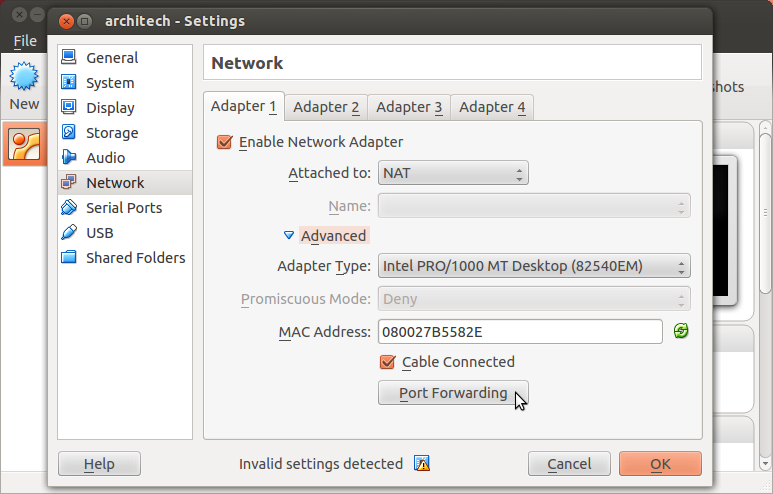 architech - Settings
File
New
shots
General
System
Display
Storage
Audio
Network
Serial Ports
USB
Shared Folders
Network
Adapter 1 Adapter 2 Adapter 3 Adapter 4
Enable Network Adapter
Attached to: NAT
Name:
Advanced
Adapter Type: Intel PRO/1000 MT Desktop (82540EM)
Promiscuous Mode: Deny
MAC Address: 080027B5582E
Cable Connected
Port Forwarding
Help Invalid settings detected Cancel OK